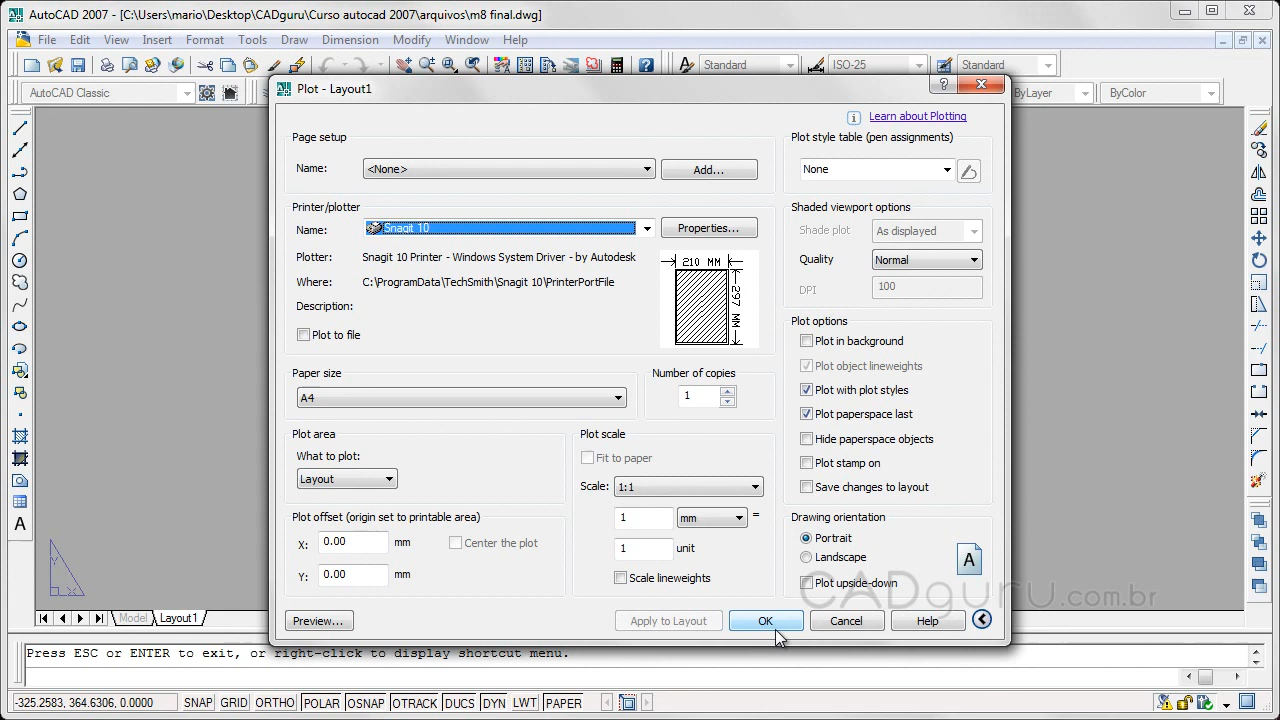 AutoCAD 2007 - [C:\Users\mario\Desktop\CADguru\Curso autocad 2007\arquivos\m8 final.dwg]
File Edit View Insert Format Tools Draw Dimension Modify Window Help
Standard ISO-25 Standard
AutoCAD Classic ByLayer ByColor
Plot - Layout1
Learn about Plotting
Page setup
Name: <None> Add...
Plot style table (pen assignments)
None
Printer/plotter
Name: Snagit 10 Properties...
Plotter: Snagit 10 Printer - Windows System Driver - by Autodesk
Where: C:\ProgramData\TechSmith\Snagit 10\PrinterPortFile
Description:
Plot to file
210 MM
297 MM
Shaded viewport options
Shade plot As displayed
Quality Normal
DPI 100
Paper size
A4
Number of copies
1
Plot options
Plot in background
Plot object lineweights
Plot with plot styles
Plot paperspace last
Hide paperspace objects
Plot stamp on
Save changes to layout
Plot area
What to plot:
Layout
Plot scale
Fit to paper
Scale: 1:1
1 mm =
1 unit
Scale lineweights
Plot offset (origin set to printable area)
X: 0.00 mm Center the plot
Y: 0.00 mm
Drawing orientation
Portrait
Landscape
Plot upside-down
A
CADguru.com.br
Preview... Apply to Layout OK Cancel Help
Y
A
Model Layout1
Press ESC or ENTER to exit, or right-click to display shortcut menu.
-325.2583, 364.6306, 0.0000 SNAP GRID ORTHO POLAR OSNAP OTRACK DUCS DYN LWT PAPER